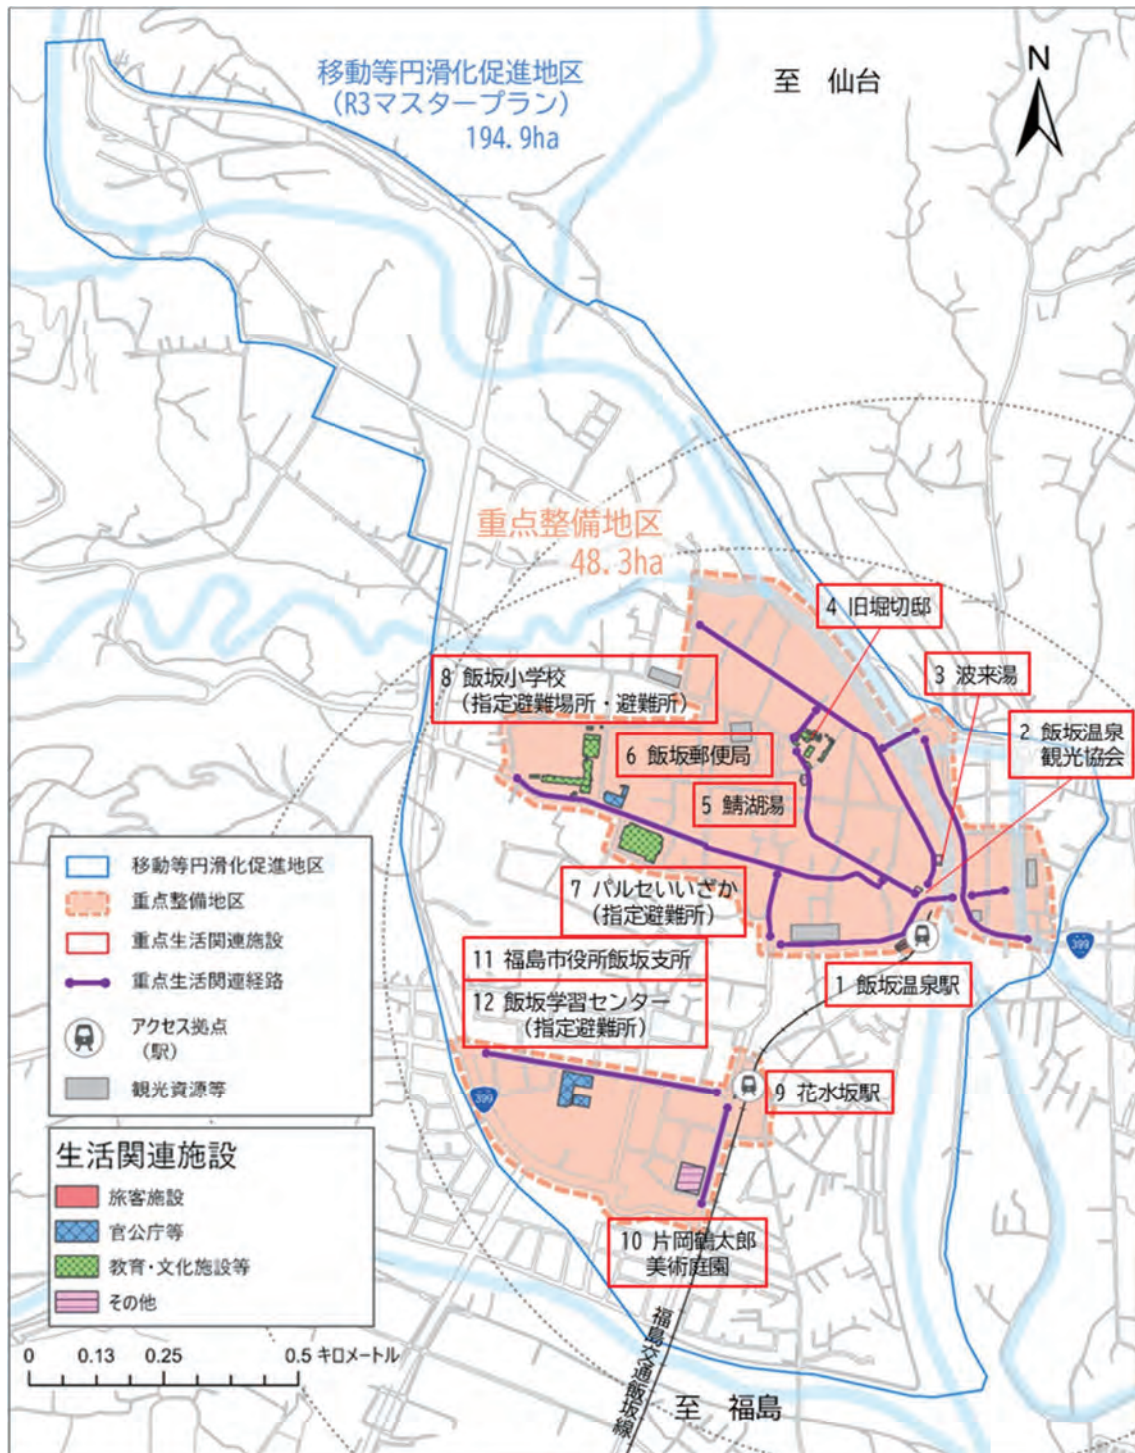 移動等円滑化促進地区
（R3マスタープラン）
194.9ha
至 仙台
N
重点整備地区
48.3ha
4 旧堀切邸
3 波来湯
2 飯坂温泉
観光協会
8 飯坂小学校
（指定避難場所・避難所）
6 飯坂郵便局
5 鯖湖湯
7 パルセいいざか
（指定避難所）
11 福島市役所飯坂支所
12 飯坂学習センター
（指定避難所）
1 飯坂温泉駅
399
399
9 花水坂駅
10 片岡鶴太郎
美術庭園
移動等円滑化促進地区
重点整備地区
重点生活関連施設
重点生活関連経路
アクセス拠点
（駅）
観光資源等
生活関連施設
旅客施設
官公庁等
教育・文化施設等
その他
0 0.13 0.25 0.5 キロメートル
福島交通飯坂線
至 福島